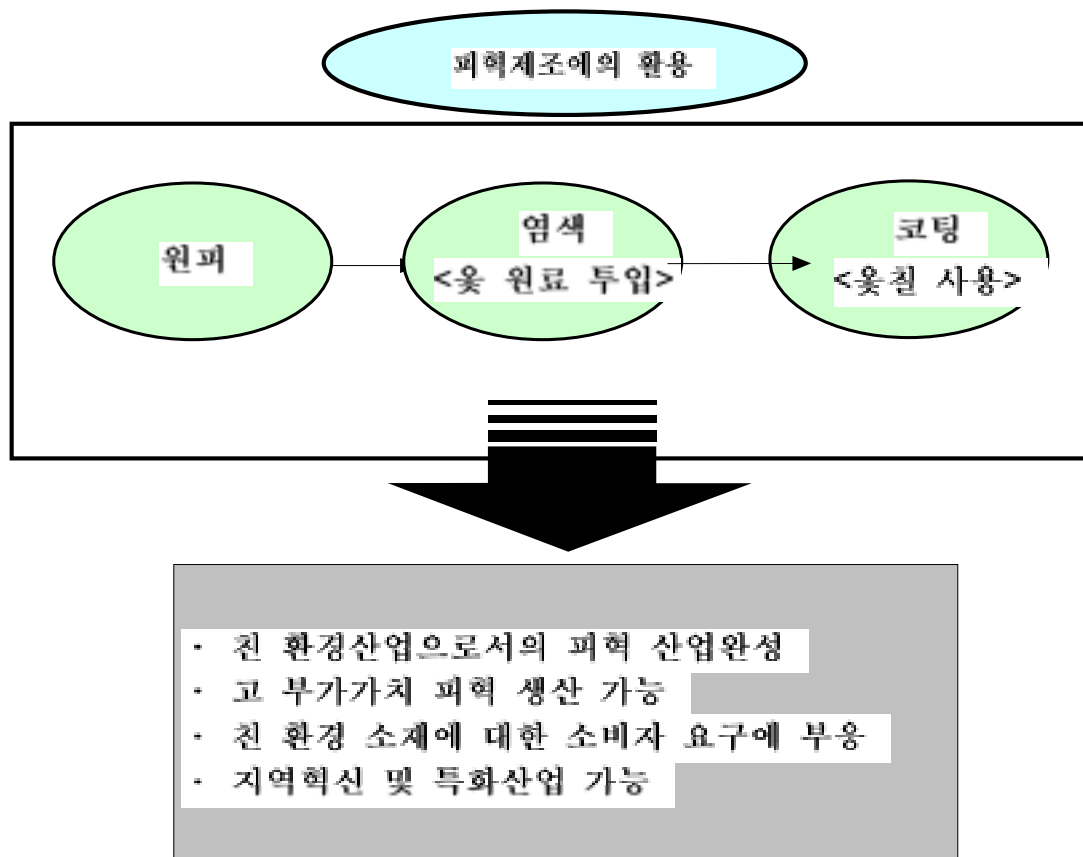 피혁제조에의 활용
원피
염색
<옻 원료 투입>
코팅
<옻칠 사용>
· 친 환경산업으로서의 피혁 산업완성
· 고 부가가치 피혁 생산 가능
· 친 환경 소재에 대한 소비자 요구에 부응
· 지역혁신 및 특화산업 가능